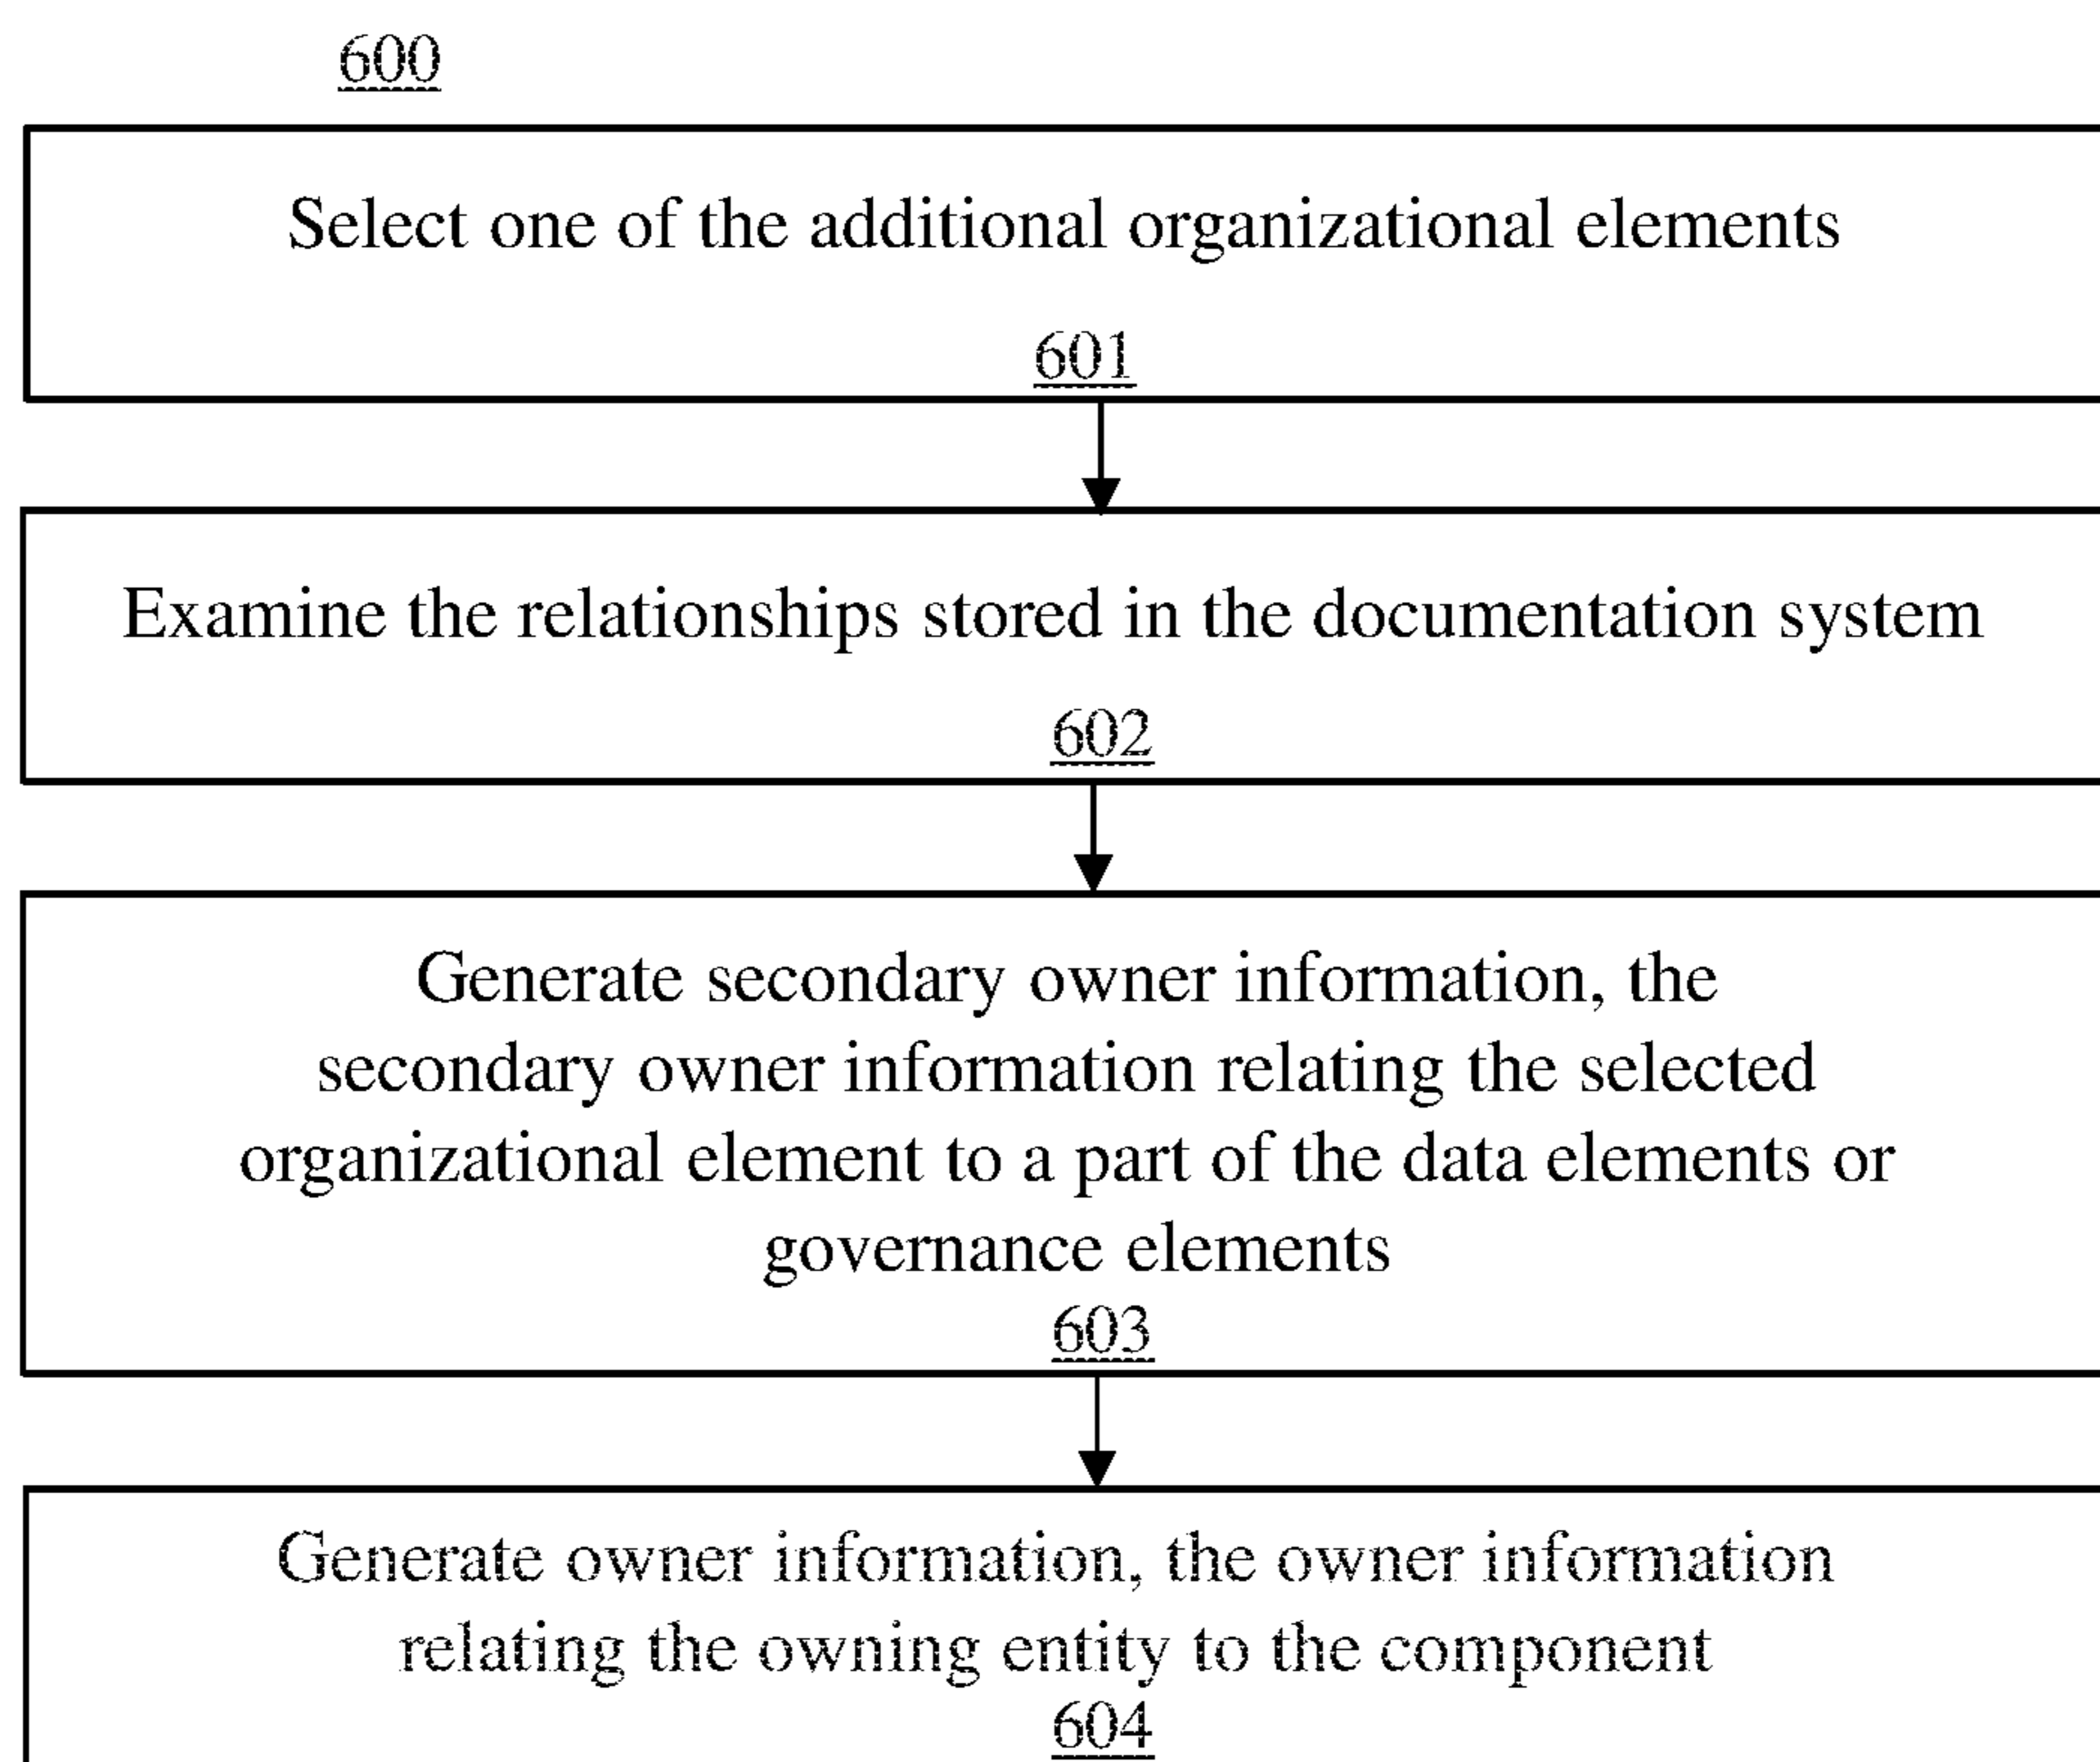 600
Select one of the additional organizational elements
601
Examine the relationships stored in the documentation system
602
Generate secondary owner information, the
secondary owner information relating the selected
organizational element to a part of the data elements or
governance elements
603
Generate owner information, the owner information
relating the owning entity to the component
604